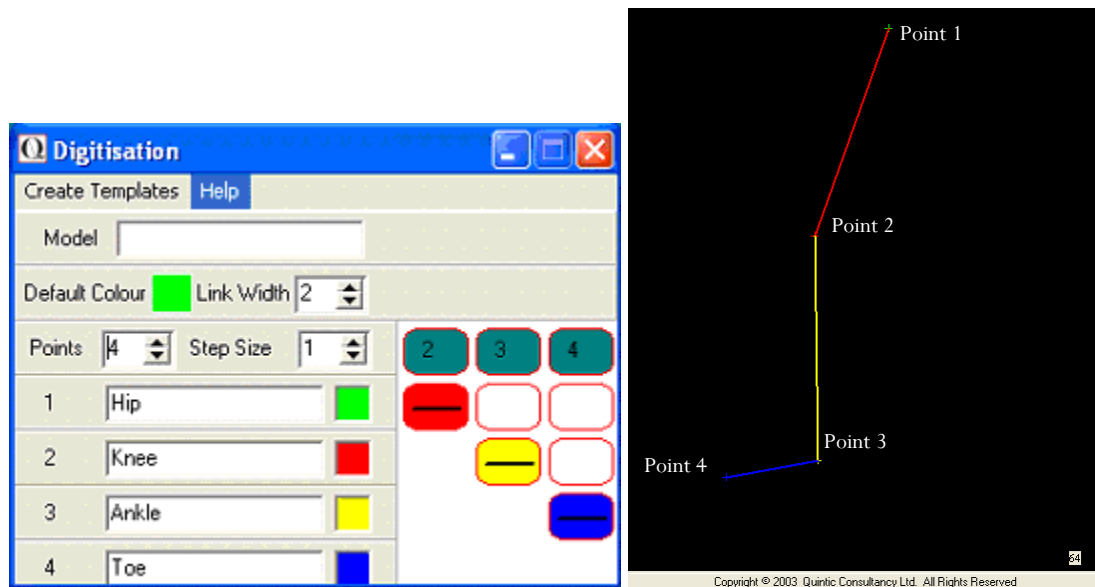 Digitisation
Create Templates Help
Model
Default Colour Link Width 2
Points 4 Step Size 1 2 3 4
1 Hip
2 Knee
3 Ankle
4 Toe
Point 1
Point 2
Point 3
Point 4
64
Copyright © 2003 Quintic Consultancy Ltd. All Rights Reserved